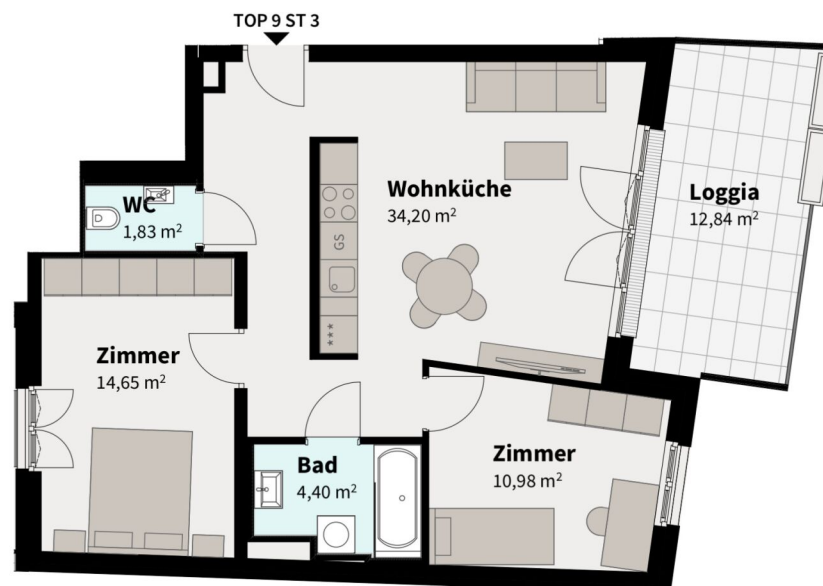 TOP 9 ST 3
WC
1,83 m²
Wohnküche
34,20 m²
Loggia
12,84 m²
GS
***
Zimmer
14,65 m²
Bad
4,40 m²
Zimmer
10,98 m²